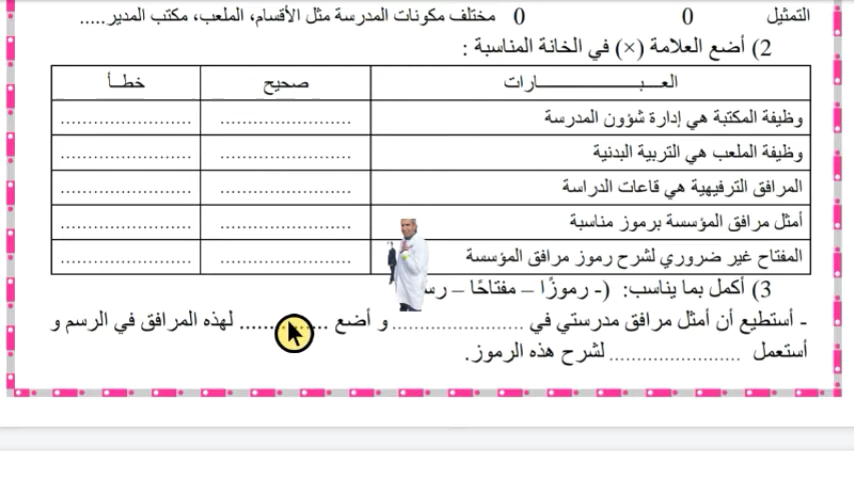 التمثيل 0 0 مختلف مكونات المدرسة مثل الأقسام، الملعب، مكتب المدير.....
2) أضع العلامة (×) في الخانة المناسبة :
العـبـــــارات صحيح خطـأ
وظيفة المكتبة هي إدارة شؤون المدرسة ........................ ........................
وظيفة الملعب هي التربية البدنية ........................ ........................
المرافق الترفيهية هي قاعات الدراسة ........................ ........................
أمثل مرافق المؤسسة برموز مناسبة ........................ ........................
المفتاح غير ضروري لشرح رموز مرافق المؤسسة ........................ ........................
3) أكمل بما يناسب: (- رموزًا – مفتاحًا –
- أستطيع أن أمثل مرافق مدرستي في ........................ و أضع ................ لهذه المرافق في الرسم و
أستعمل ........................ لشرح هذه الرموز.